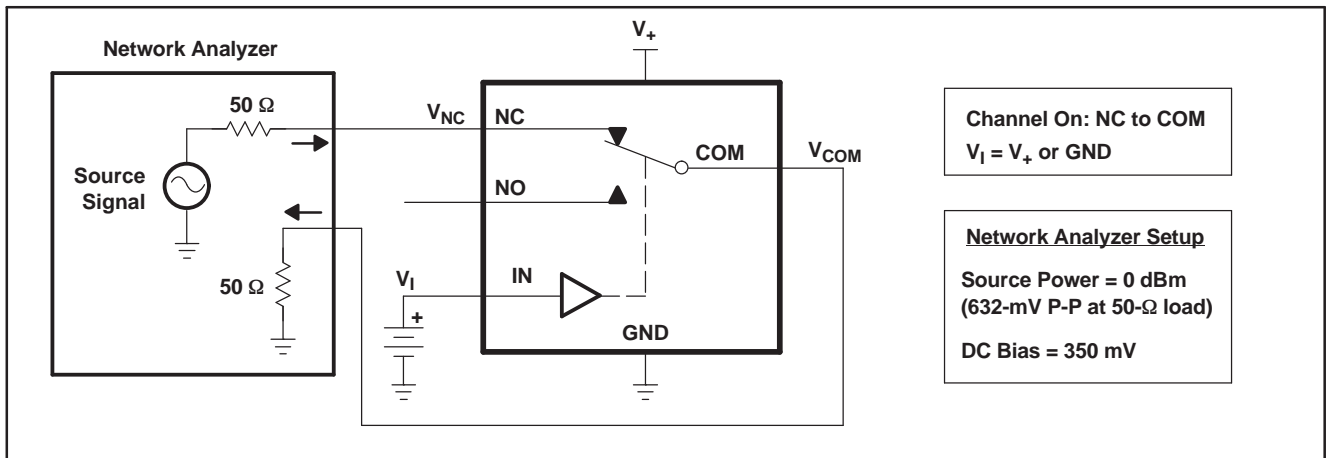 Network Analyzer
50 Ω
Source
Signal
50 Ω
V+
VNC
NC
COM
VCOM
NO
VI
IN
+
GND
Channel On: NC to COM
VI = V+ or GND
Network Analyzer Setup
Source Power = 0 dBm
(632-mV P-P at 50-Ω load)
DC Bias = 350 mV